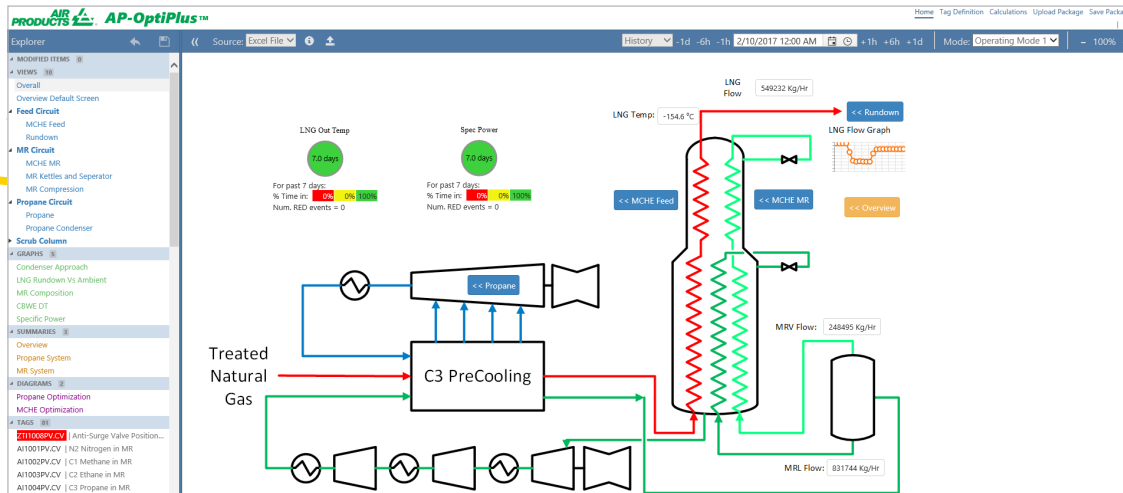 AIR PRODUCTS AP-OptiPlus™
Home Tag Definition Calculations Upload Package Save Packa
Explorer
Source: Excel File
History -1d -6h -1h 2/10/2017 12:00 AM +1h +6h +1d
Mode: Operating Mode 1
– 100%
MODIFIED ITEMS 0
VIEWS 10
Overall
Overview Default Screen
Feed Circuit
MCHE Feed
Rundown
MR Circuit
MCHE MR
MR Kettles and Seperator
MR Compression
Propane Circuit
Propane
Propane Condenser
Scrub Column
GRAPHS 5
Condenser Approach
LNG Rundown Vs Ambient
MR Composition
CBWE DT
Specific Power
SUMMARIES 3
Overview
Propane System
MR System
DIAGRAMS 2
Propane Optimization
MCHE Optimization
TAGS 81
ZTI1008PV.CV | Anti-Surge Valve Position...
AI1001PV.CV | N2 Nitrogen in MR
AI1002PV.CV | C1 Methane in MR
AI1003PV.CV | C2 Ethane in MR
AI1004PV.CV | C3 Propane in MR
LNG Out Temp
7.0 days
For past 7 days:
% Time in: 0% 0% 100%
Num. RED events = 0
Spec Power
7.0 days
For past 7 days:
% Time in: 0% 0% 100%
Num. RED events = 0
LNG Flow
549232 Kg/Hr
LNG Temp: -154.6 ⁰C
<< Rundown
LNG Flow Graph
<< MCHE Feed
<< MCHE MR
<< Overview
<< Propane
Treated
Natural
Gas
C3 PreCooling
MRV Flow: 248495 Kg/Hr
MRL Flow: 831744 Kg/Hr